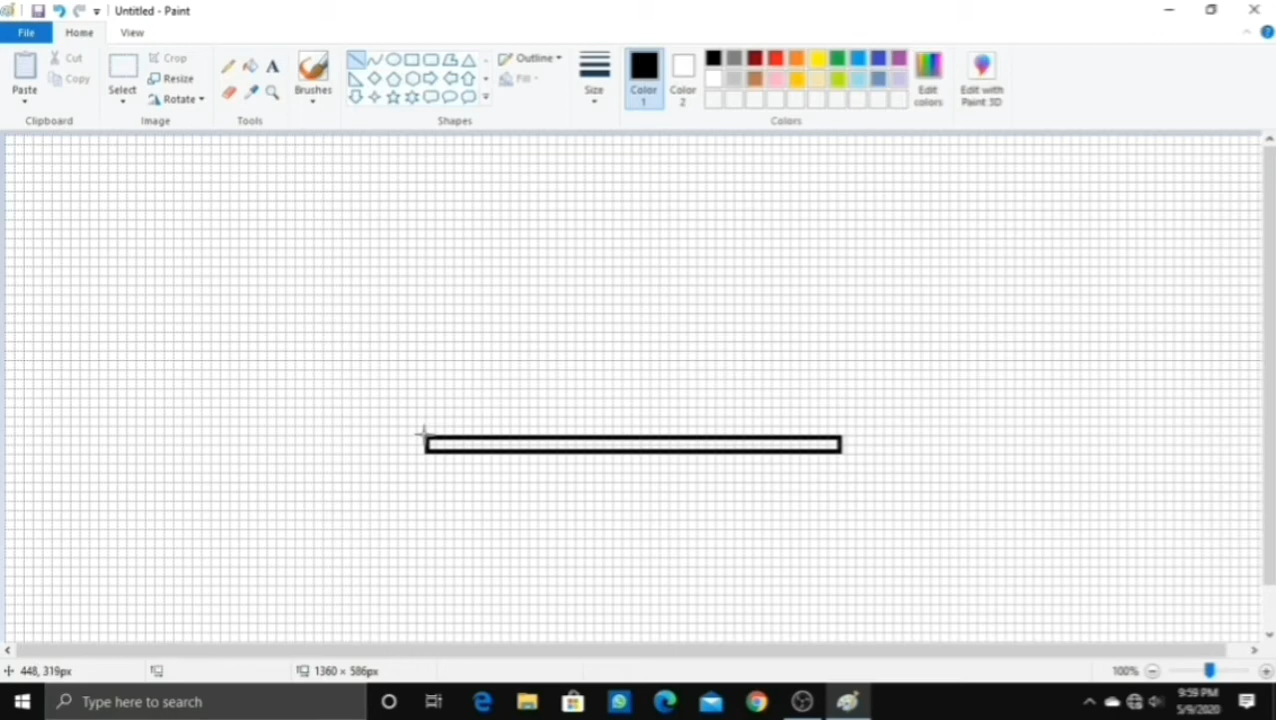 Untitled - Paint
File Home View
Paste
Cut
Copy
Clipboard
Select
Crop
Resize
Rotate
Image
A
Tools
Brushes
Outline
Fill
Shapes
Size
Color 1
Color 2
Edit colors
Colors
Edit with Paint 3D
448, 319px
1360 × 586px
100%
Type here to search
9:59 PM
5/9/2020